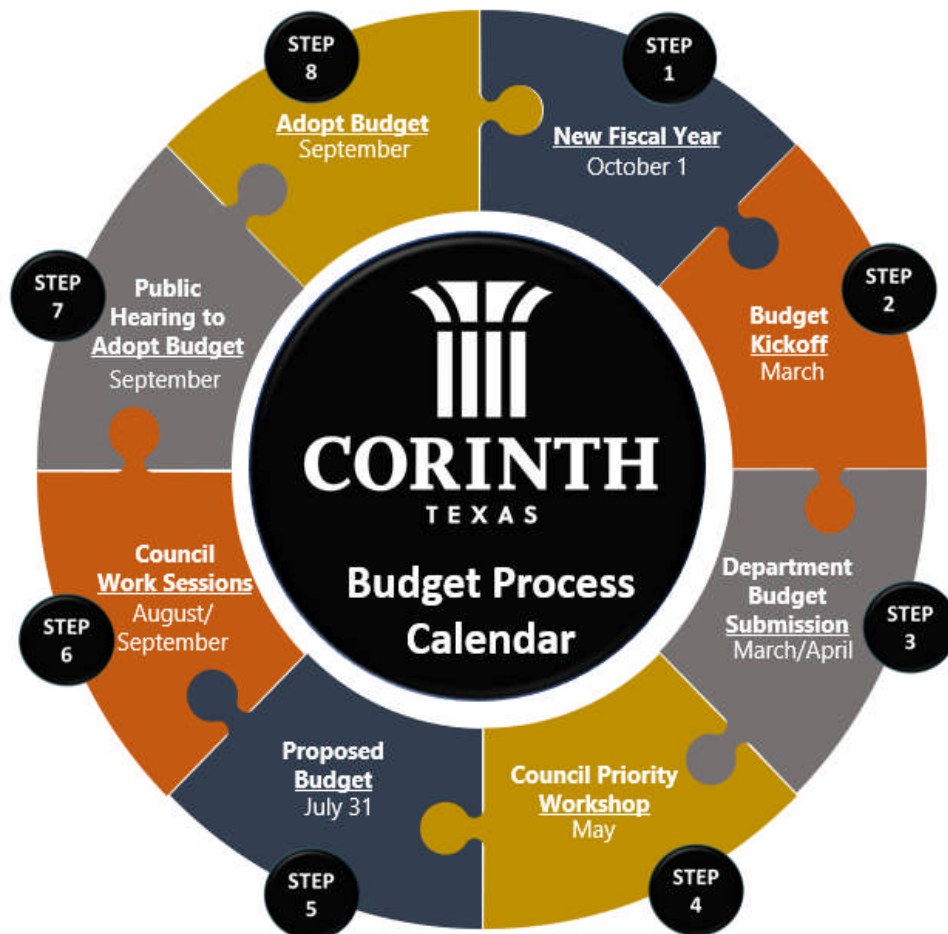 STEP
1
New Fiscal Year
October 1
STEP
2
Budget
Kickoff
March
STEP
3
Department
Budget
Submission
March/April
STEP
4
Council Priority
Workshop
May
STEP
5
Proposed
Budget
July 31
STEP
6
Council
Work Sessions
August/
September
STEP
7
Public
Hearing to
Adopt Budget
September
STEP
8
Adopt Budget
September
CORINTH
TEXAS
Budget Process
Calendar